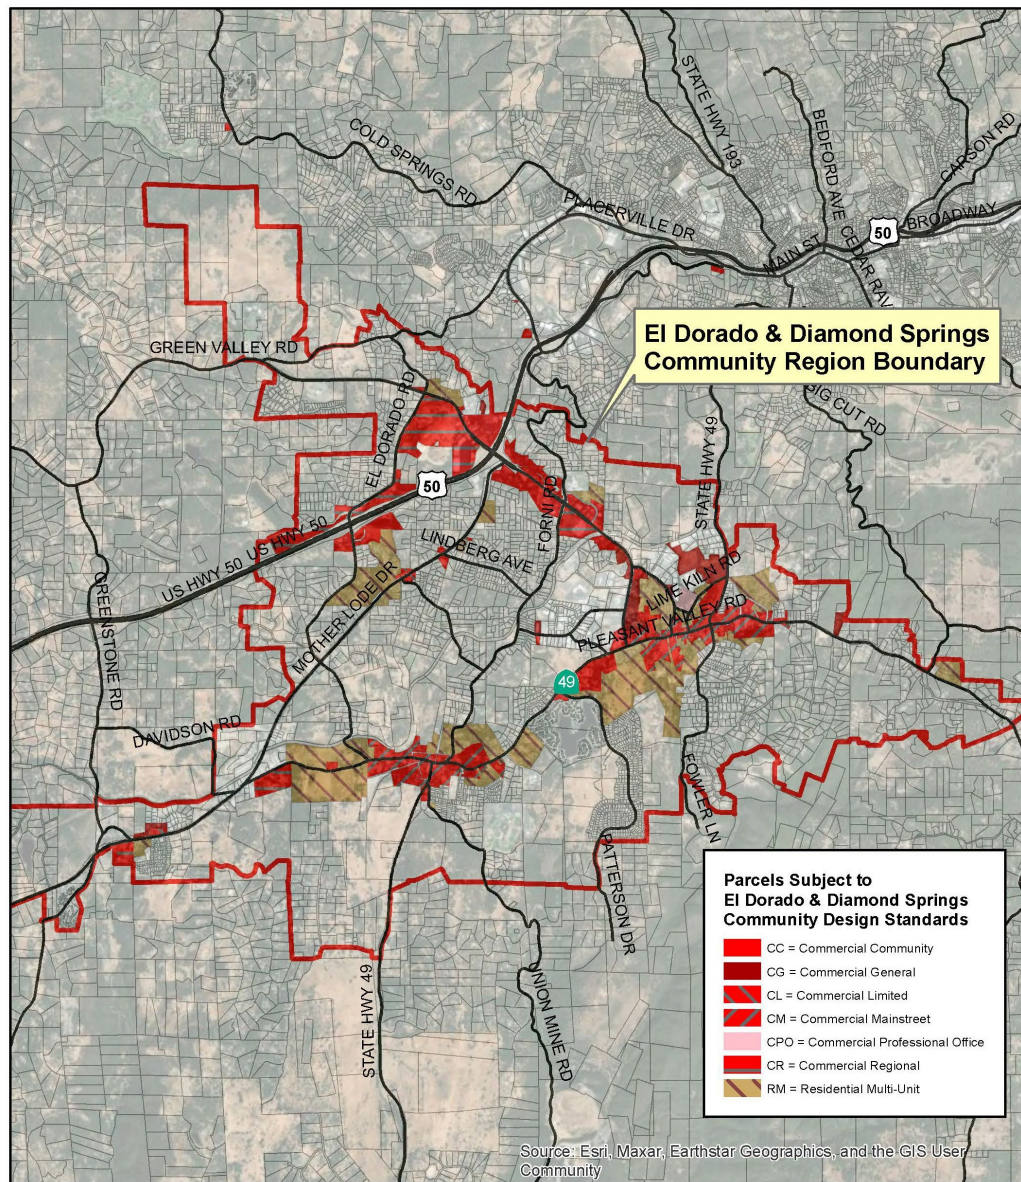 STATE HWY 193
BEDFORD AVE
CARSON RD
COLD SPRINGS RD
PLACERVILLE DR
BROADWAY
50
MAIN ST
CEDAR RAV
El Dorado & Diamond Springs
Community Region Boundary
GREEN VALLEY RD
BIG CUT RD
EL DORADO RD
STATE HWY 49
50
FORNI RD
US HWY 50
US HWY 50
LINDBERG AVE
LIME KILN RD
GREENSTONE RD
MOTHER LODE DR
PLEASANT VALLEY RD
49
DAVIDSON RD
FOWLER LN
PATTERSON DR
STATE HWY 49
UNION MINE RD
Parcels Subject to
El Dorado & Diamond Springs
Community Design Standards
CC = Commercial Community
CG = Commercial General
CL = Commercial Limited
CM = Commercial Mainstreet
CPO = Commercial Professional Office
CR = Commercial Regional
RM = Residential Multi-Unit
Source: Esri, Maxar, Earthstar Geographics, and the GIS User
Community